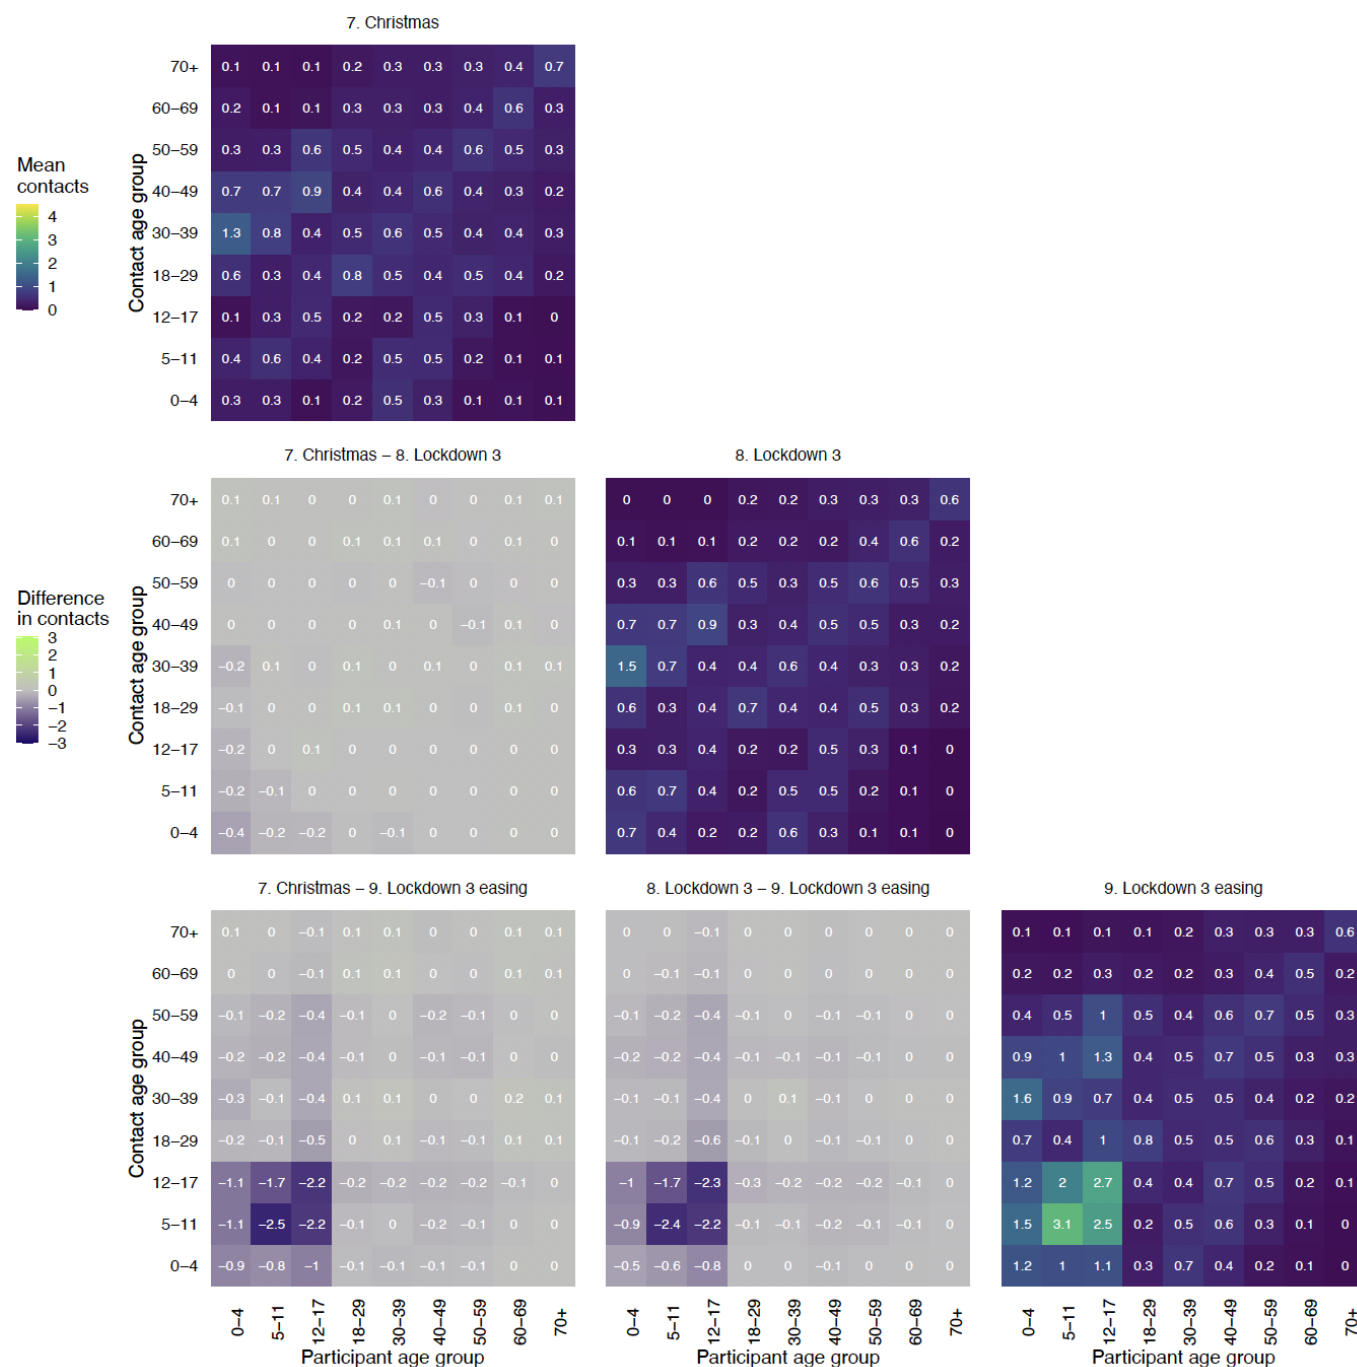 7. Christmas
70+ 0.1 0.1 0.1 0.2 0.3 0.3 0.3 0.4 0.7
60–69 0.2 0.1 0.1 0.3 0.3 0.3 0.4 0.6 0.3
50–59 0.3 0.3 0.6 0.5 0.4 0.4 0.6 0.5 0.3
40–49 0.7 0.7 0.9 0.4 0.4 0.6 0.4 0.3 0.2
30–39 1.3 0.8 0.4 0.5 0.6 0.5 0.4 0.4 0.3
18–29 0.6 0.3 0.4 0.8 0.5 0.4 0.5 0.4 0.2
12–17 0.1 0.3 0.5 0.2 0.2 0.5 0.3 0.1 0
5–11 0.4 0.6 0.4 0.2 0.5 0.5 0.2 0.1 0.1
0–4 0.3 0.3 0.1 0.2 0.5 0.3 0.1 0.1 0.1
Contact age group
Mean
contacts
4
3
2
1
0
7. Christmas – 8. Lockdown 3
70+ 0.1 0.1 0 0 0.1 0 0 0.1 0.1
60–69 0.1 0 0 0.1 0.1 0.1 0 0.1 0
50–59 0 0 0 0 0 −0.1 0 0 0
40–49 0 0 0 0 0.1 0 −0.1 0.1 0
30–39 −0.2 0.1 0 0.1 0 0.1 0 0.1 0.1
18–29 −0.1 0 0 0.1 0.1 0 0 0.1 0
12–17 −0.2 0 0.1 0 0 0 0 0 0
5–11 −0.2 −0.1 0 0 0 0 0 0 0
0–4 −0.4 −0.2 −0.2 0 −0.1 0 0 0 0
Contact age group
Difference
in contacts
3
2
1
0
−1
−2
−3
8. Lockdown 3
0 0 0 0.2 0.2 0.3 0.3 0.3 0.6
0.1 0.1 0.1 0.2 0.2 0.2 0.4 0.6 0.2
0.3 0.3 0.6 0.5 0.3 0.5 0.6 0.5 0.3
0.7 0.7 0.9 0.3 0.4 0.5 0.5 0.3 0.2
1.5 0.7 0.4 0.4 0.6 0.4 0.3 0.3 0.2
0.6 0.3 0.4 0.7 0.4 0.4 0.5 0.3 0.2
0.3 0.3 0.4 0.2 0.2 0.5 0.3 0.1 0
0.6 0.7 0.4 0.2 0.5 0.5 0.2 0.1 0
0.7 0.4 0.2 0.2 0.6 0.3 0.1 0.1 0
7. Christmas – 9. Lockdown 3 easing
70+ 0.1 0 −0.1 0.1 0.1 0 0 0.1 0.1
60–69 0 0 −0.1 0.1 0.1 0 0 0.1 0.1
50–59 −0.1 −0.2 −0.4 −0.1 0 −0.2 −0.1 0 0
40–49 −0.2 −0.2 −0.4 −0.1 0 −0.1 −0.1 0 0
30–39 −0.3 −0.1 −0.4 0.1 0.1 0 0 0.2 0.1
18–29 −0.2 −0.1 −0.5 0 0.1 −0.1 −0.1 0.1 0.1
12–17 −1.1 −1.7 −2.2 −0.2 −0.2 −0.2 −0.2 −0.1 0
5–11 −1.1 −2.5 −2.2 −0.1 0 −0.2 −0.1 0 0
0–4 −0.9 −0.8 −1 −0.1 −0.1 −0.1 −0.1 0 0
Contact age group
0–4 5–11 12–17 18–29 30–39 40–49 50–59 60–69 70+
Participant age group
8. Lockdown 3 – 9. Lockdown 3 easing
0 0 −0.1 0 0 0 0 0 0
0 −0.1 −0.1 0 0 0 0 0 0
−0.1 −0.2 −0.4 −0.1 0 −0.1 −0.1 0 0
−0.2 −0.2 −0.4 −0.1 −0.1 −0.1 −0.1 0 0
−0.1 −0.1 −0.4 0 0.1 −0.1 0 0 0
−0.1 −0.2 −0.6 −0.1 0 −0.1 −0.1 0 0
−1 −1.7 −2.3 −0.3 −0.2 −0.2 −0.2 −0.1 0
−0.9 −2.4 −2.2 −0.1 −0.1 −0.2 −0.1 −0.1 0
−0.5 −0.6 −0.8 0 0 −0.1 0 0 0
0–4 5–11 12–17 18–29 30–39 40–49 50–59 60–69 70+
Participant age group
9. Lockdown 3 easing
0.1 0.1 0.1 0.1 0.2 0.3 0.3 0.3 0.6
0.2 0.2 0.3 0.2 0.2 0.3 0.4 0.5 0.2
0.4 0.5 1 0.5 0.4 0.6 0.7 0.5 0.3
0.9 1 1.3 0.4 0.5 0.7 0.5 0.3 0.3
1.6 0.9 0.7 0.4 0.5 0.5 0.4 0.2 0.2
0.7 0.4 1 0.8 0.5 0.5 0.6 0.3 0.1
1.2 2 2.7 0.4 0.4 0.7 0.5 0.2 0.1
1.5 3.1 2.5 0.2 0.5 0.6 0.3 0.1 0
1.2 1 1.1 0.3 0.7 0.4 0.2 0.1 0
0–4 5–11 12–17 18–29 30–39 40–49 50–59 60–69 70+
Participant age group